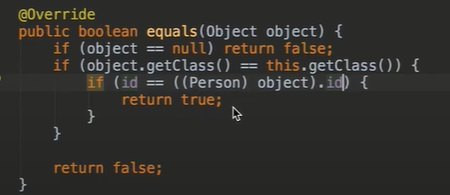 @Override
public boolean equals(Object object) {
    if (object == null) return false;
    if (object.getClass() == this.getClass()) {
        if (id == ((Person) object).id) {
            return true;
        }
    }

    return false;
}